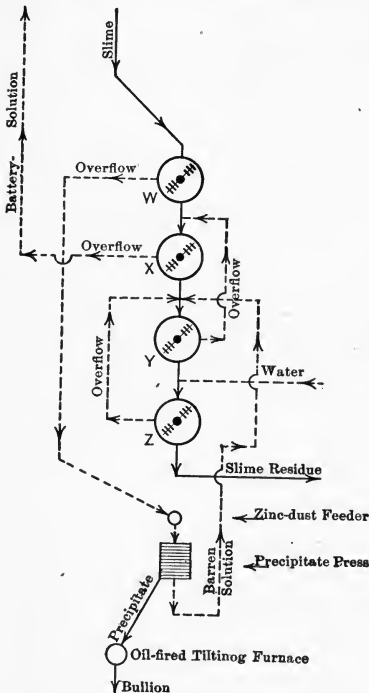 Slime
Battery-Solution
Overflow
W
Overflow
X
Overflow
Y
Overflow
Water
Z
Slime Residue
Zinc-dust Feeder
Barren
Solution
Precipitate Press
Precipitate
Oil-fired Tiltinog Furnace
Bullion